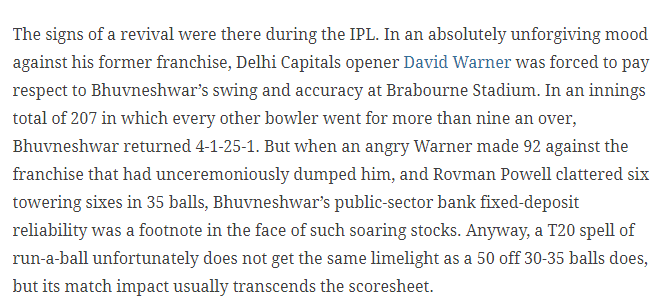 The signs of a revival were there during the IPL. In an absolutely unforgiving mood
against his former franchise, Delhi Capitals opener David Warner was forced to pay
respect to Bhuvneshwar’s swing and accuracy at Brabourne Stadium. In an innings
total of 207 in which every other bowler went for more than nine an over,
Bhuvneshwar returned 4-1-25-1. But when an angry Warner made 92 against the
franchise that had unceremoniously dumped him, and Rovman Powell clattered six
towering sixes in 35 balls, Bhuvneshwar’s public-sector bank fixed-deposit
reliability was a footnote in the face of such soaring stocks. Anyway, a T20 spell of
run-a-ball unfortunately does not get the same limelight as a 50 off 30-35 balls does,
but its match impact usually transcends the scoresheet.